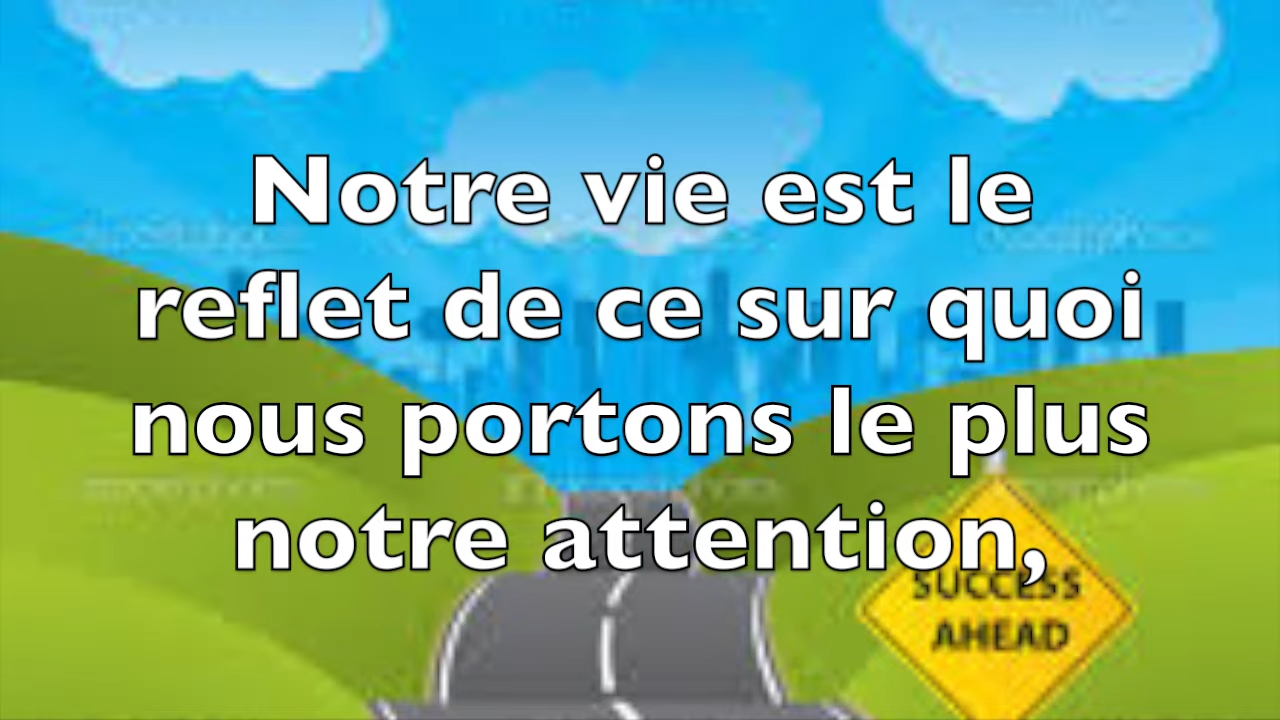 Notre vie est le
reflet de ce sur quoi
nous portons le plus
notre attention,
SUCCESS
AHEAD